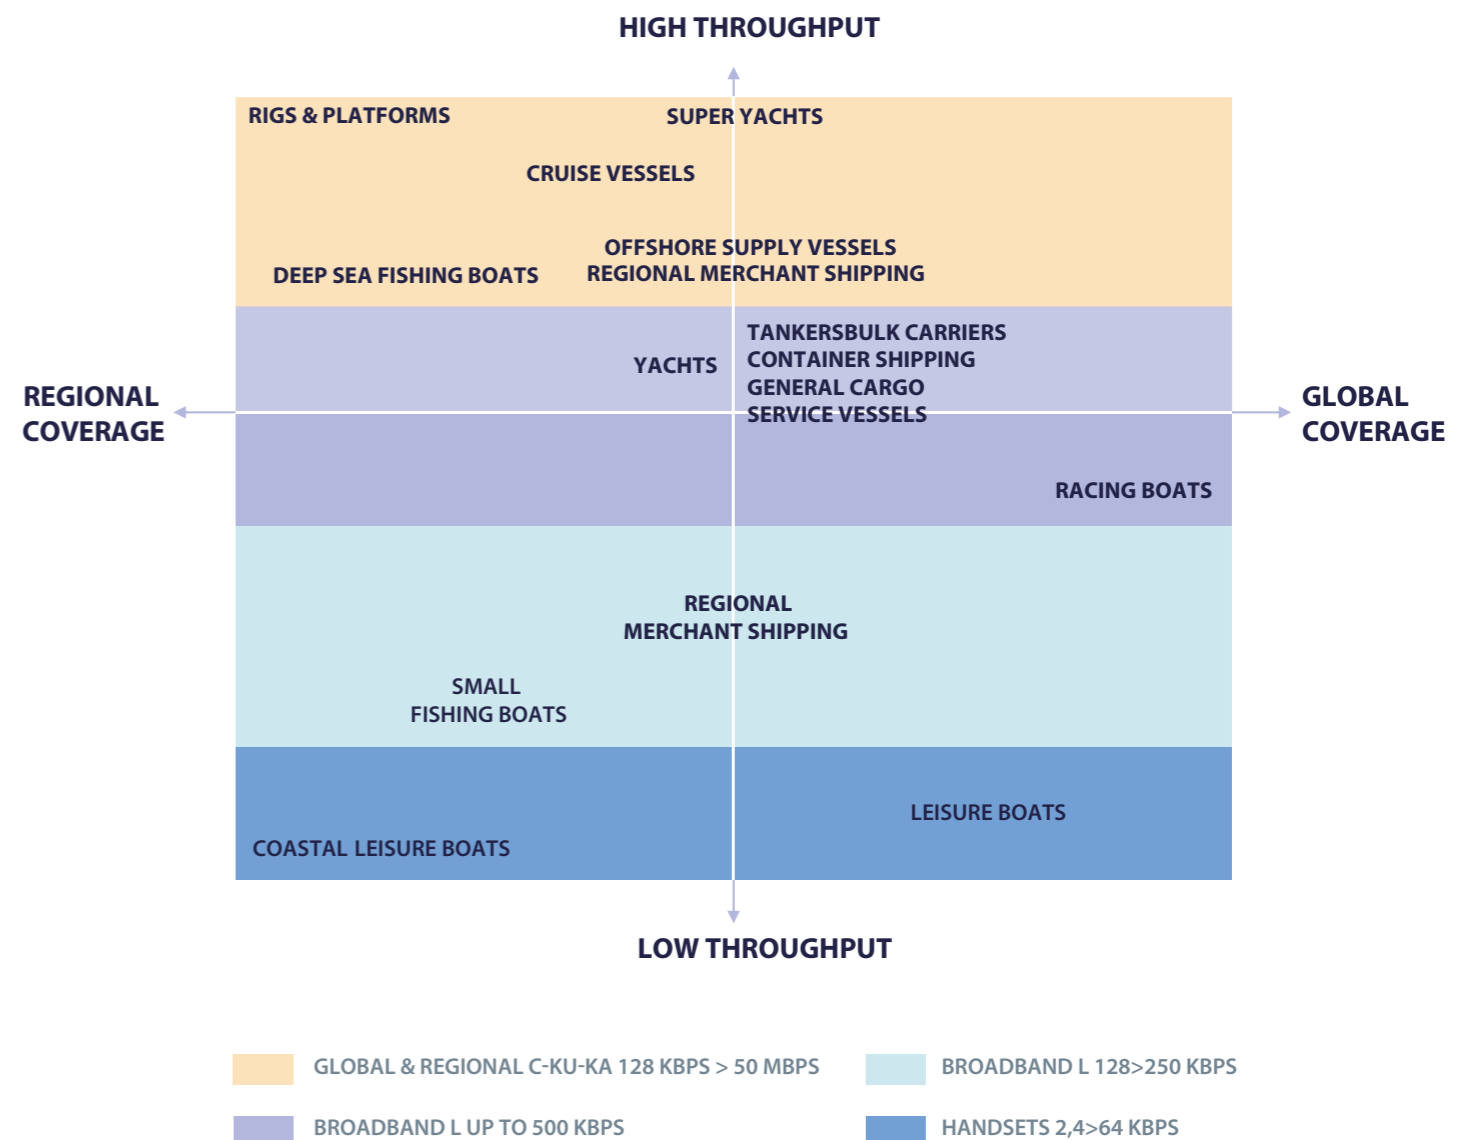 HIGH THROUGHPUT
RIGS & PLATFORMS
SUPER YACHTS
CRUISE VESSELS
OFFSHORE SUPPLY VESSELS
REGIONAL MERCHANT SHIPPING
DEEP SEA FISHING BOATS
YACHTS
TANKERSBULK CARRIERS
CONTAINER SHIPPING
GENERAL CARGO
SERVICE VESSELS
REGIONAL
COVERAGE
GLOBAL
COVERAGE
RACING BOATS
REGIONAL
MERCHANT SHIPPING
SMALL
FISHING BOATS
LEISURE BOATS
COASTAL LEISURE BOATS
LOW THROUGHPUT
GLOBAL & REGIONAL C-KU-KA 128 KBPS > 50 MBPS
BROADBAND L 128>250 KBPS
BROADBAND L UP TO 500 KBPS
HANDSETS 2,4>64 KBPS